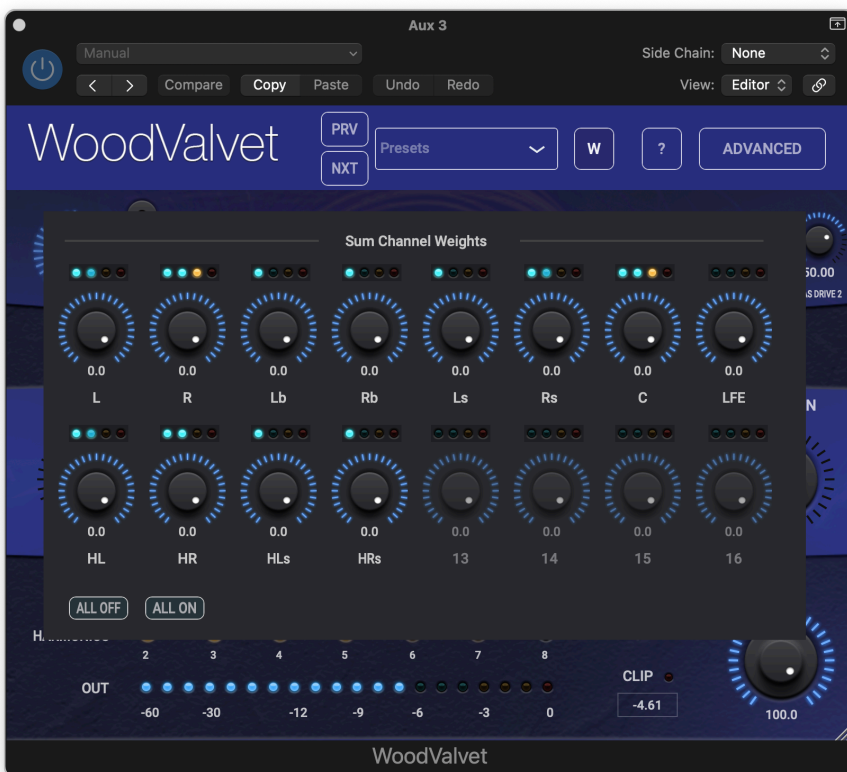 Aux 3
Manual
Side Chain: None
Compare Copy Paste Undo Redo
View: Editor
WoodValvet
PRV
NXT
Presets
W
?
ADVANCED
Sum Channel Weights
50.00
0.0 0.0 0.0 0.0 0.0 0.0 0.0 0.0
L R Lb Rb Ls Rs C LFE
0.0 0.0 0.0 0.0 0.0 0.0 0.0 0.0
HL HR HLs HRs 13 14 15 16
ALL OFF ALL ON
2 3 4 5 6 7 8
OUT
-60 -30 -12 -9 -6 -3 0
CLIP
-4.61
100.0
WoodValvet